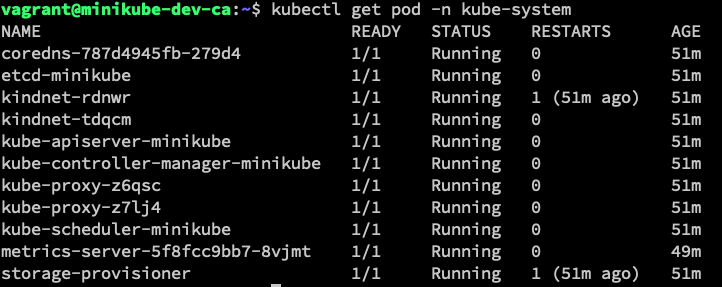 vagrant@minikube-dev-ca:~$ kubectl get pod -n kube-system
NAME READY STATUS RESTARTS AGE
coredns-787d4945fb-279d4 1/1 Running 0 51m
etcd-minikube 1/1 Running 0 51m
kindnet-rdnwr 1/1 Running 1 (51m ago) 51m
kindnet-tdqcm 1/1 Running 0 51m
kube-apiserver-minikube 1/1 Running 0 51m
kube-controller-manager-minikube 1/1 Running 0 51m
kube-proxy-z6qsc 1/1 Running 0 51m
kube-proxy-z7lj4 1/1 Running 0 51m
kube-scheduler-minikube 1/1 Running 0 51m
metrics-server-5f8fcc9bb7-8vjmt 1/1 Running 0 49m
storage-provisioner 1/1 Running 1 (51m ago) 51m